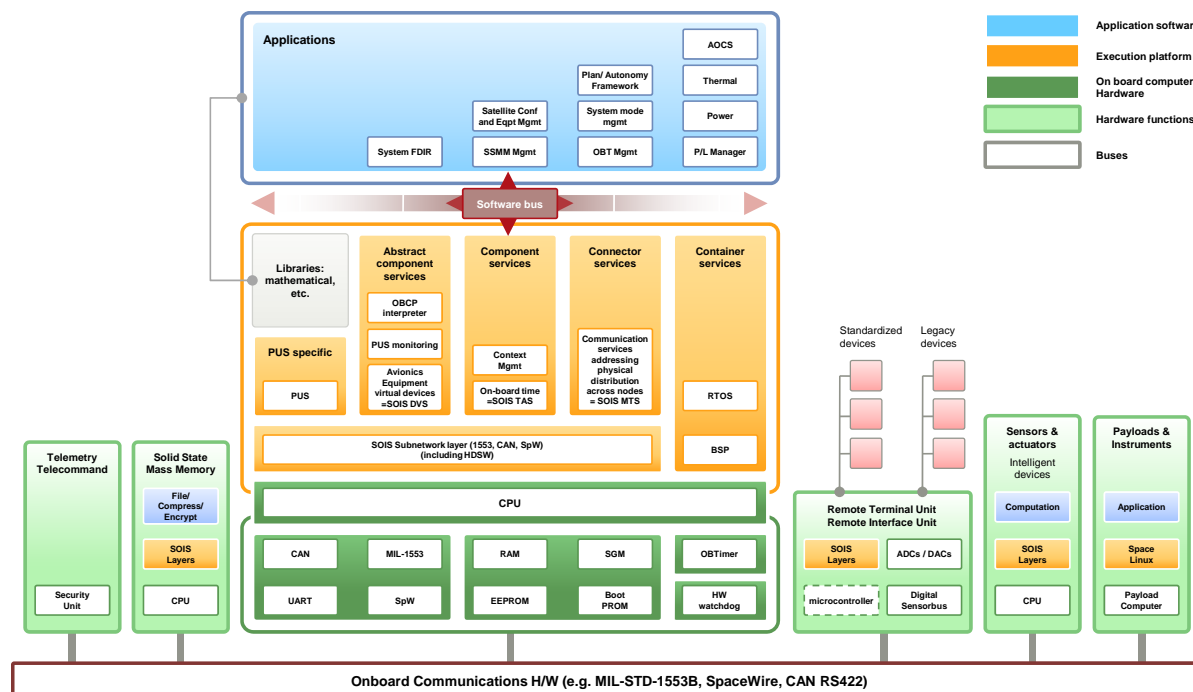 Applications
AOCS
Plan/ Autonomy
Framework
Thermal
Satellite Conf
and Eqpt Mgmt
System mode
mgmt
Power
System FDIR
SSMM Mgmt
OBT Mgmt
P/L Manager
Application software
Execution platform
On board computer
Hardware
Hardware functions
Buses
Software bus
Libraries:
mathematical,
etc.
Abstract
component
services
Component
services
Connector
services
Container
services
OBCP
interpreter
PUS monitoring
Avionics
Equipment
virtual devices
=SOIS DVS
PUS specific
PUS
Context
Mgmt
On-board time
=SOIS TAS
Communication
services
addressing
physical
distribution
across nodes
= SOIS MTS
RTOS
BSP
SOIS Subnetwork layer (1553, CAN, SpW)
(including HDSW)
CPU
CAN
MIL-1553
RAM
SGM
OBTimer
UART
SpW
EEPROM
Boot
PROM
HW
watchdog
Telemetry
Telecommand
Security
Unit
Solid State
Mass Memory
File/
Compress/
Encrypt
SOIS
Layers
CPU
Standardized
devices
Legacy
devices
Remote Terminal Unit
Remote Interface Unit
SOIS
Layers
ADCs / DACs
microcontroller
Digital
Sensorbus
Sensors &
actuators
Intelligent
devices
Computation
SOIS
Layers
CPU
Payloads &
Instruments
Application
Space
Linux
Payload
Computer
Onboard Communications H/W (e.g. MIL-STD-1553B, SpaceWire, CAN RS422)